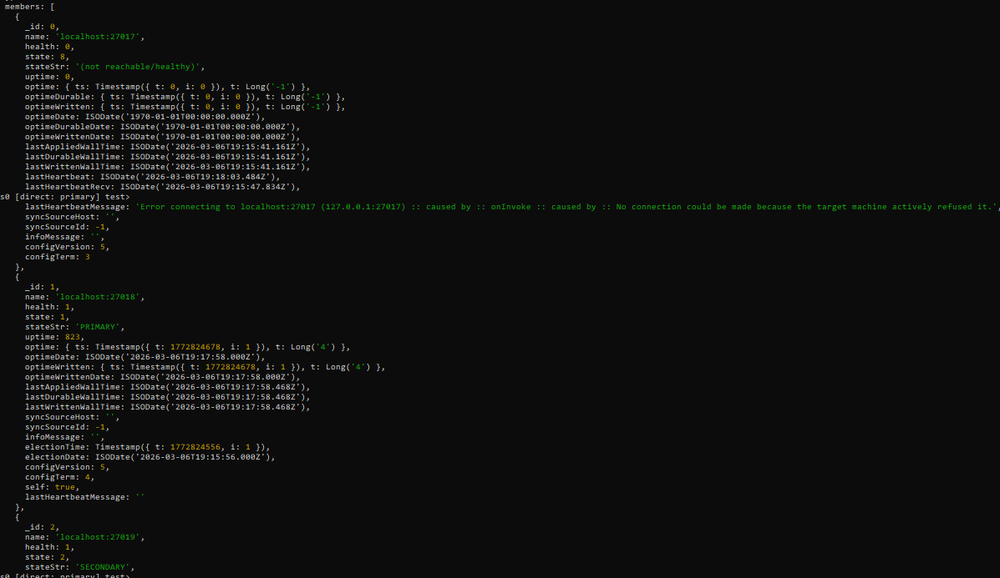 members: [
  {
    _id: 0,
    name: 'localhost:27017',
    health: 0,
    state: 8,
    stateStr: '(not reachable/healthy)',
    uptime: 0,
    optime: { ts: Timestamp({ t: 0, i: 0 }), t: Long('-1') },
    optimeDurable: { ts: Timestamp({ t: 0, i: 0 }), t: Long('-1') },
    optimeWritten: { ts: Timestamp({ t: 0, i: 0 }), t: Long('-1') },
    optimeDate: ISODate('1970-01-01T00:00:00.000Z'),
    optimeDurableDate: ISODate('1970-01-01T00:00:00.000Z'),
    optimeWrittenDate: ISODate('1970-01-01T00:00:00.000Z'),
    lastAppliedWallTime: ISODate('2026-03-06T19:15:41.161Z'),
    lastDurableWallTime: ISODate('2026-03-06T19:15:41.161Z'),
    lastWrittenWallTime: ISODate('2026-03-06T19:15:41.161Z'),
    lastHeartbeat: ISODate('2026-03-06T19:18:03.484Z'),
    lastHeartbeatRecv: ISODate('2026-03-06T19:15:47.834Z'),
s0 [direct: primary] test>
    lastHeartbeatMessage: 'Error connecting to localhost:27017 (127.0.0.1:27017) :: caused by :: onInvoke :: caused by :: No connection could be made because the target machine actively refused it.',
    syncSourceHost: '',
    syncSourceId: -1,
    infoMessage: '',
    configVersion: 5,
    configTerm: 3
  },
  {
    _id: 1,
    name: 'localhost:27018',
    health: 1,
    state: 1,
    stateStr: 'PRIMARY',
    uptime: 823,
    optime: { ts: Timestamp({ t: 1772824678, i: 1 }), t: Long('4') },
    optimeDate: ISODate('2026-03-06T19:17:58.000Z'),
    optimeWritten: { ts: Timestamp({ t: 1772824678, i: 1 }), t: Long('4') },
    optimeWrittenDate: ISODate('2026-03-06T19:17:58.000Z'),
    lastAppliedWallTime: ISODate('2026-03-06T19:17:58.468Z'),
    lastDurableWallTime: ISODate('2026-03-06T19:17:58.468Z'),
    lastWrittenWallTime: ISODate('2026-03-06T19:17:58.468Z'),
    syncSourceHost: '',
    syncSourceId: -1,
    infoMessage: '',
    electionTime: Timestamp({ t: 1772824556, i: 1 }),
    electionDate: ISODate('2026-03-06T19:15:56.000Z'),
    configVersion: 5,
    configTerm: 4,
    self: true,
    lastHeartbeatMessage: ''
  },
  {
    _id: 2,
    name: 'localhost:27019',
    health: 1,
    state: 2,
    stateStr: 'SECONDARY',
s0 [direct: primary] test>